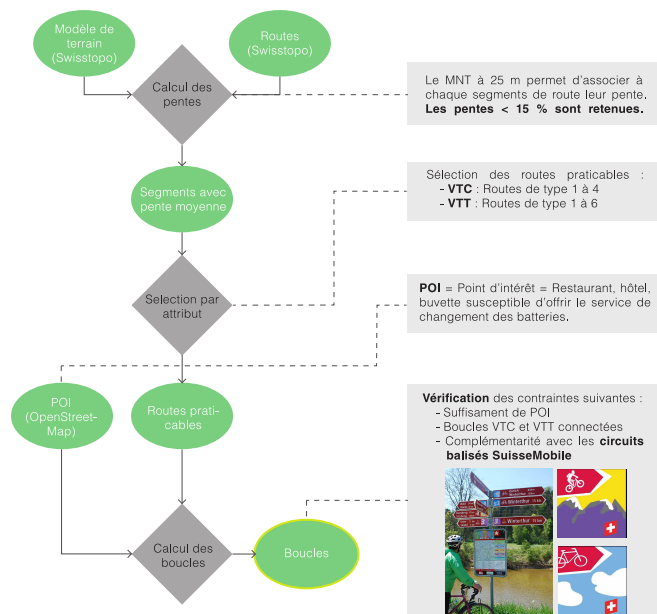 Modèle de
terrain
(Swisstopo)
Routes
(Swisstopo)
Calcul des
pentes
Le MNT à 25 m permet d'associer à
chaque segments de route leur pente.
Les pentes < 15 % sont retenues.
Segments avec
pente moyenne
Sélection des routes praticables :
- VTC : Routes de type 1 à 4
- VTT : Routes de type 1 à 6
Selection par
attribut
POI = Point d'intérêt = Restaurant, hôtel,
buvette susceptible d'offrir le service de
changement des batteries.
POI
(OpenStreet-
Map)
Routes prati-
cables
Vérification des contraintes suivantes :
- Suffisament de POI
- Boucles VTC et VTT connectées
- Complémentarité avec les circuits
balisés SuisseMobile
Winterthur
Winterthur
Calcul des
boucles
Boucles